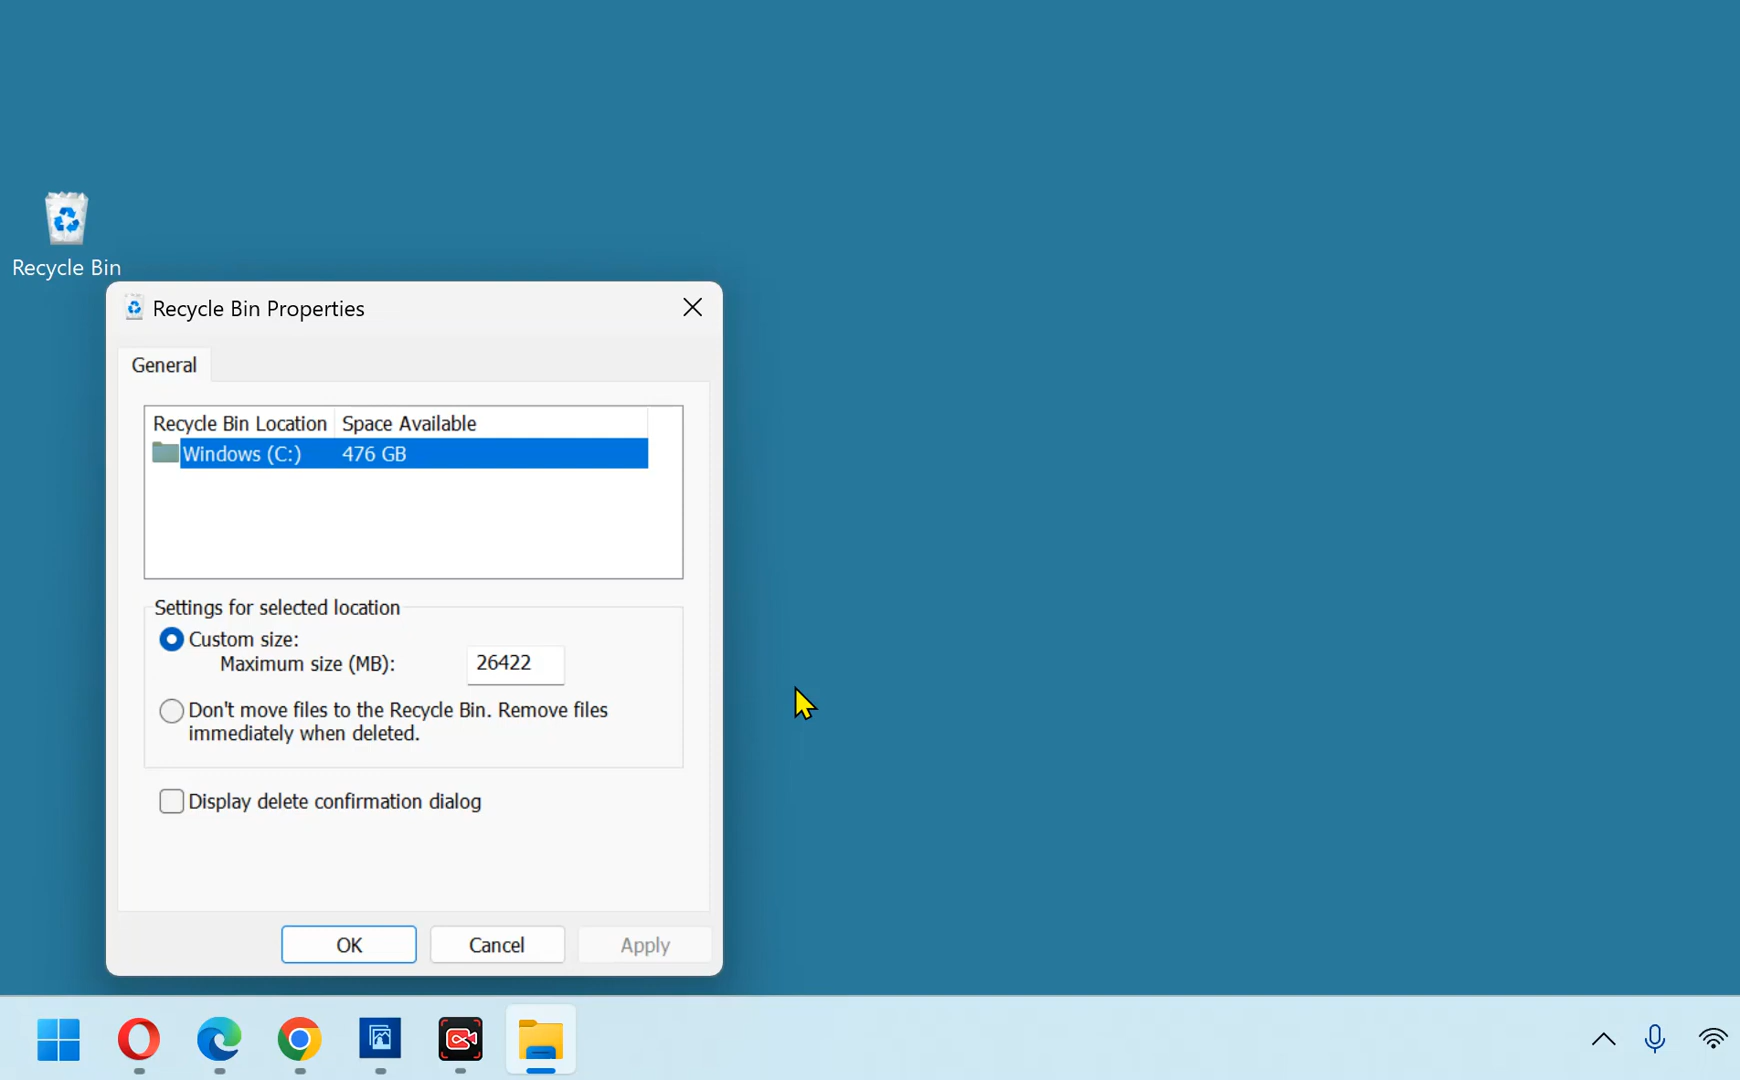 Recycle Bin
Recycle Bin Properties
General
Recycle Bin Location Space Available
Windows (C:) 476 GB
Settings for selected location
Custom size:
Maximum size (MB): 26422
Don't move files to the Recycle Bin. Remove files
immediately when deleted.
Display delete confirmation dialog
OK Cancel Apply